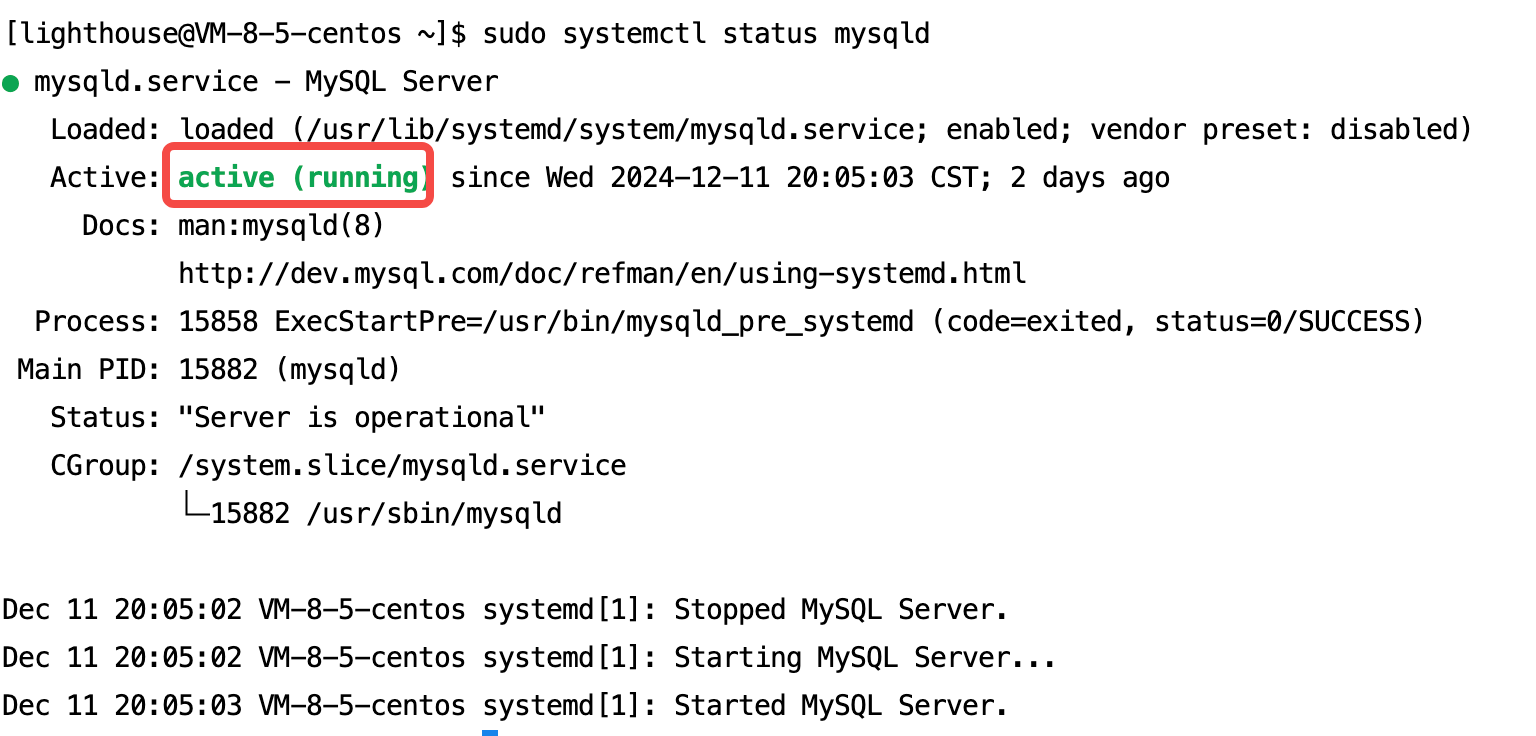 [lighthouse@VM-8-5-centos ~]$ sudo systemctl status mysqld
● mysqld.service - MySQL Server
   Loaded: loaded (/usr/lib/systemd/system/mysqld.service; enabled; vendor preset: disabled)
   Active: active (running) since Wed 2024-12-11 20:05:03 CST; 2 days ago
     Docs: man:mysqld(8)
           http://dev.mysql.com/doc/refman/en/using-systemd.html
  Process: 15858 ExecStartPre=/usr/bin/mysqld_pre_systemd (code=exited, status=0/SUCCESS)
 Main PID: 15882 (mysqld)
   Status: "Server is operational"
   CGroup: /system.slice/mysqld.service
           └─15882 /usr/sbin/mysqld

Dec 11 20:05:02 VM-8-5-centos systemd[1]: Stopped MySQL Server.
Dec 11 20:05:02 VM-8-5-centos systemd[1]: Starting MySQL Server...
Dec 11 20:05:03 VM-8-5-centos systemd[1]: Started MySQL Server.